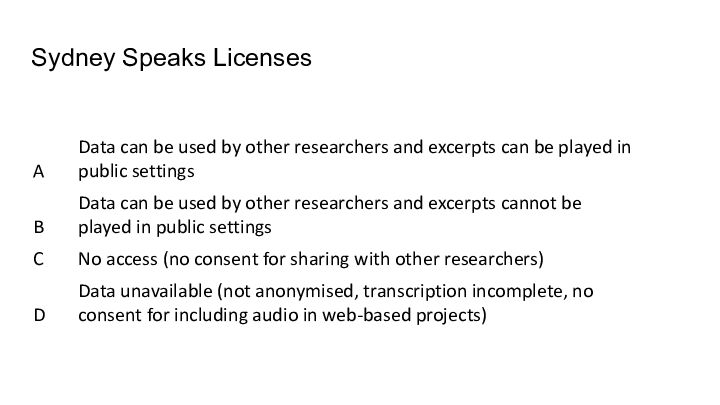 Sydney Speaks Licenses
Data can be used by other researchers and excerpts can be played in
A public settings
Data can be used by other researchers and excerpts cannot be
B played in public settings
C No access (no consent for sharing with other researchers)
Data unavailable (not anonymised, transcription incomplete, no
D consent for including audio in web-based projects)